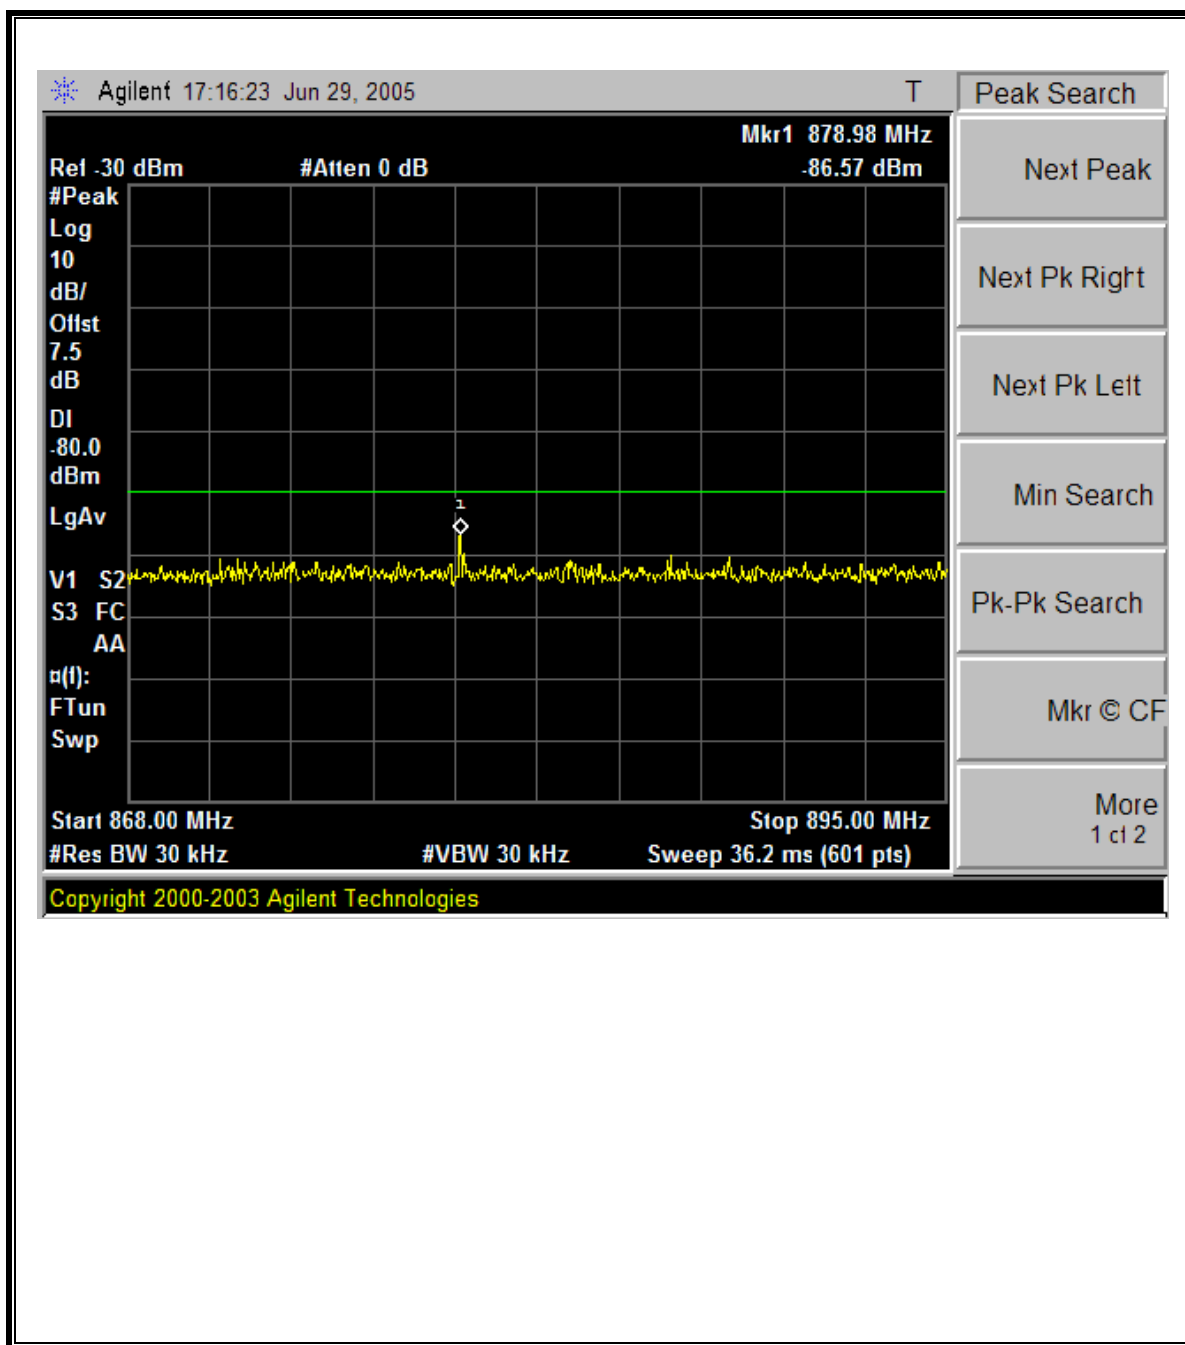 Agilent 17:16:23 Jun 29, 2005 T
Peak Search
Mkr1 878.98 MHz
Ref -30 dBm #Atten 0 dB -86.57 dBm
#Peak
Log
10
dB/
Offst
7.5
dB
DI
-80.0
dBm
LgAv
1
V1 S2
S3 FC
AA
¤(f):
FTun
Swp
Start 868.00 MHz Stop 895.00 MHz
#Res BW 30 kHz #VBW 30 kHz Sweep 36.2 ms (601 pts)
Next Peak
Next Pk Right
Next Pk Left
Min Search
Pk-Pk Search
Mkr © CF
More
1 of 2
Copyright 2000-2003 Agilent Technologies